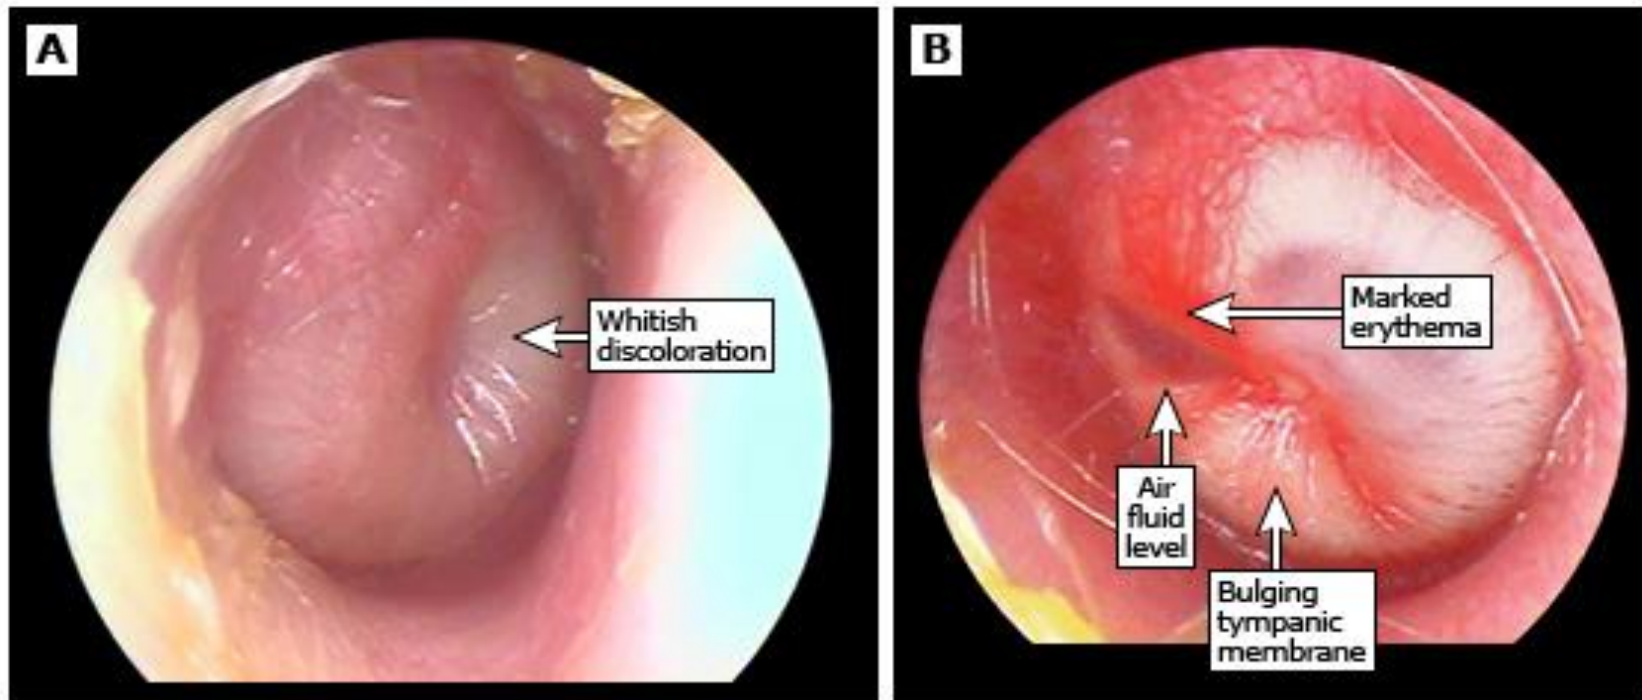 A
Whitish
discoloration
B
Marked
erythema
Air
fluid
level
Bulging
tympanic
membrane